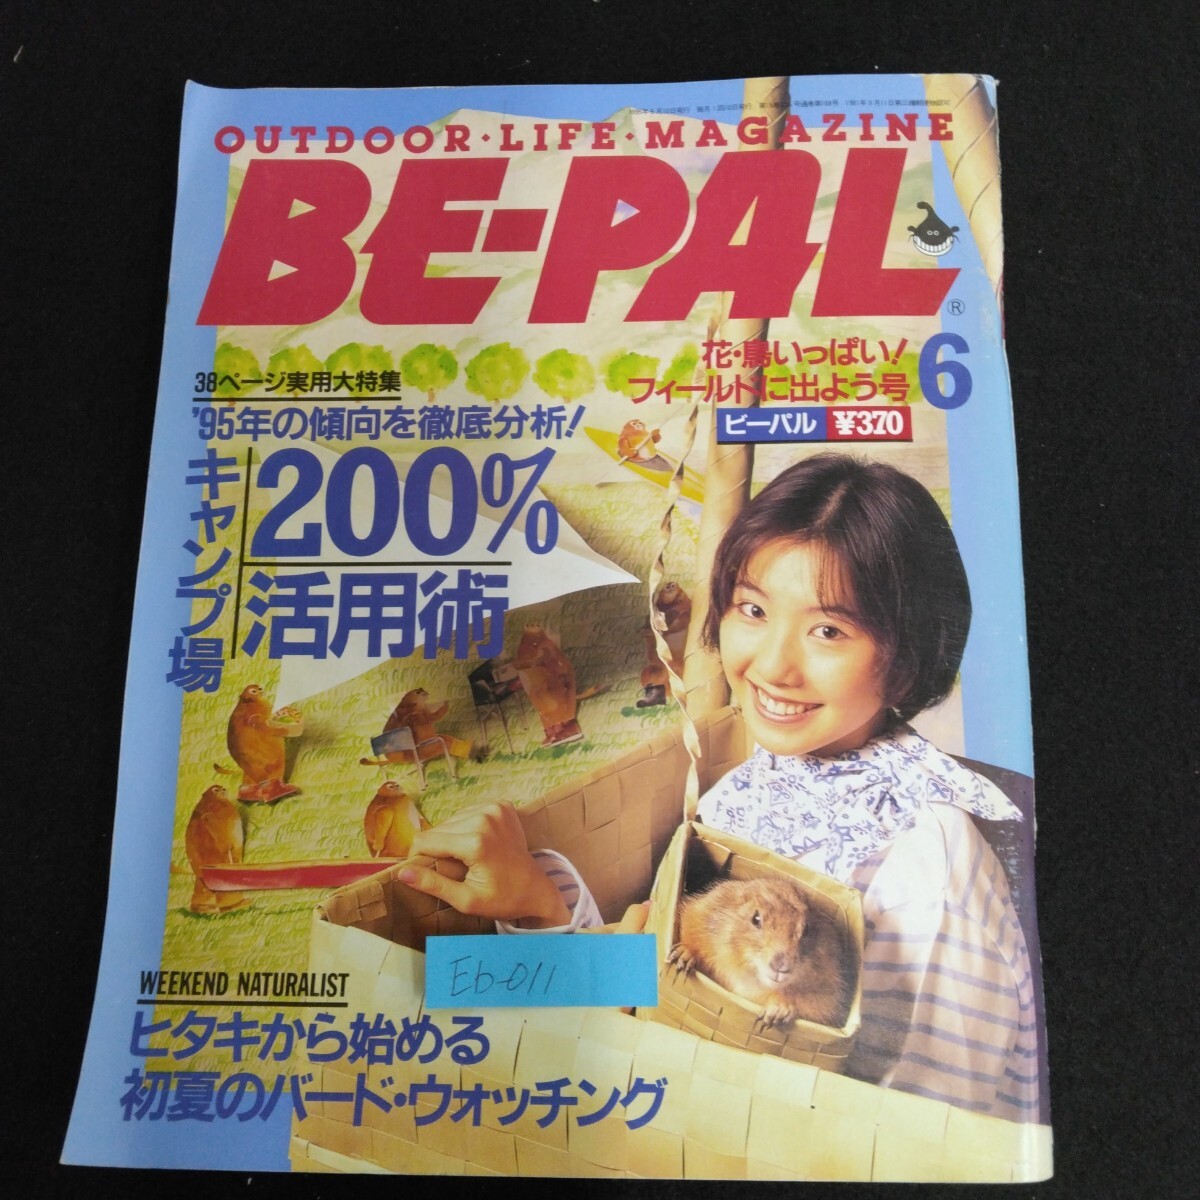 OUTDOOR・LIFE・MAGAZINE
BE-PAL
®
6
花・鳥いっぱい!
フィールドに出よう号
ビーパル ¥370
38ページ実用大特集
'95年の傾向を徹底分析!
キャンプ場
200%
活用術
Eb-011
WEEKEND NATURALIST
ヒタキから始める
初夏のバード・ウォッチング